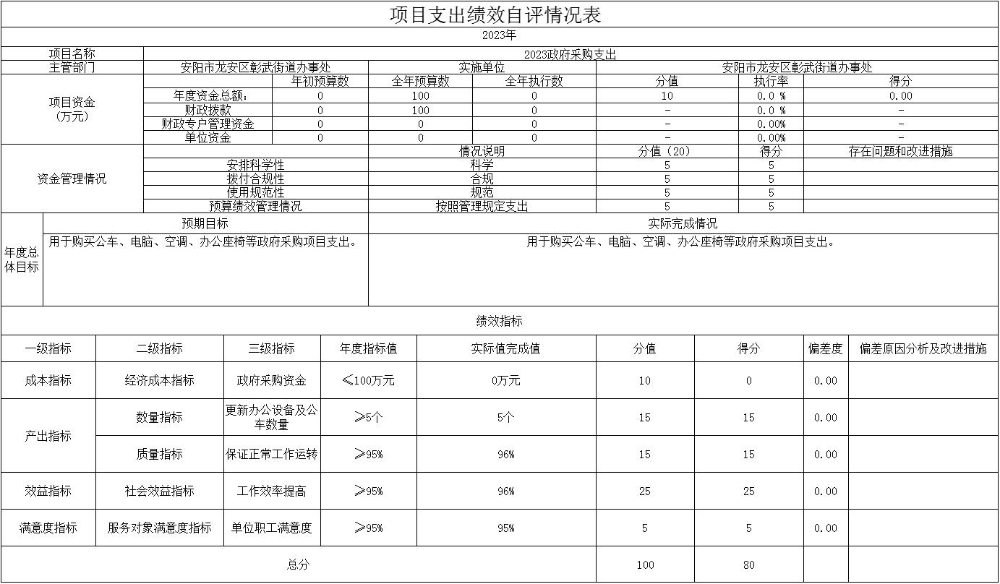 项目支出绩效自评情况表
2023年
项目名称 2023政府采购支出
主管部门 安阳市龙安区彰武街道办事处 实施单位 安阳市龙安区彰武街道办事处
项目资金
(万元) 年初预算数 全年预算数 全年执行数 分值 执行率 得分
年度资金总额: 0 100 0 10 0.0 % 0.00
财政拨款 0 100 0 - 0.0 % -
财政专户管理资金 0 0 0 - 0.00% -
单位资金 0 0 0 - 0.00% -
资金管理情况 情况说明 分值（20） 得分 存在问题和改进措施
安排科学性 科学 5 5
拨付合规性 合规 5 5
使用规范性 规范 5 5
预算绩效管理情况 按照管理规定支出 5 5
年度总
体目标 预期目标 实际完成情况
用于购买公车、电脑、空调、办公座椅等政府采购项目支出。 用于购买公车、电脑、空调、办公座椅等政府采购项目支出。
绩效指标
一级指标 二级指标 三级指标 年度指标值 实际值完成值 分值 得分 偏差度 偏差原因分析及改进措施
成本指标 经济成本指标 政府采购资金 ≤100万元 0万元 10 0 0.00
产出指标 数量指标 更新办公设备及公
车数量 ≥5个 5个 15 15 0.00
质量指标 保证正常工作运转 ≥95% 96% 15 15 0.00
效益指标 社会效益指标 工作效率提高 ≥95% 96% 25 25 0.00
满意度指标 服务对象满意度指标 单位职工满意度 ≥95% 95% 5 5 0.00
总分 100 80